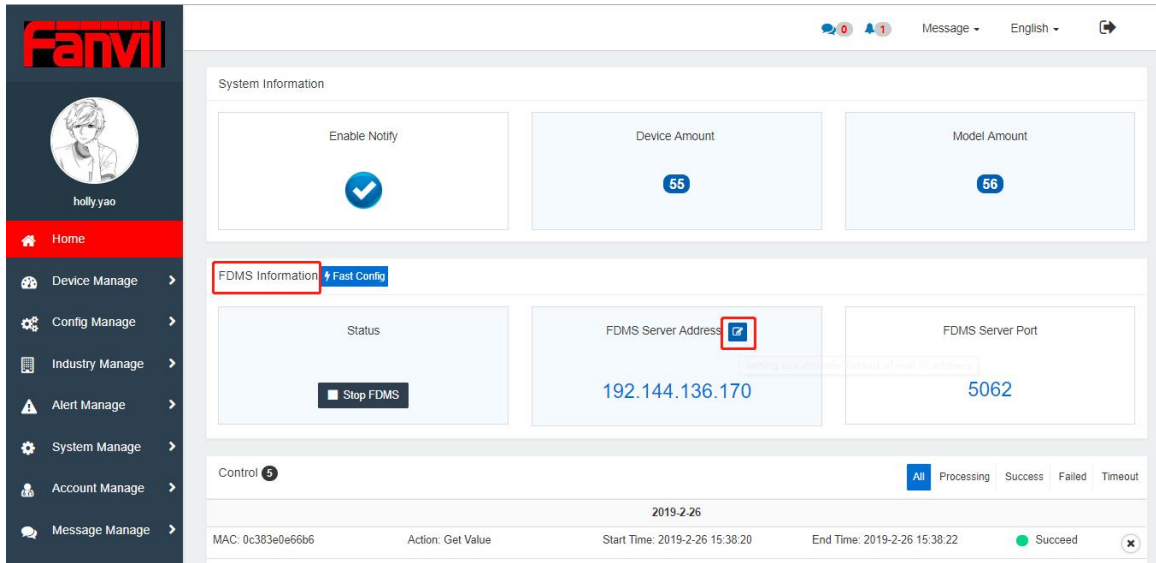 Fanvil
0 1 Message English
System Information
Enable Notify Device Amount Model Amount
55 56
holly.yao
Home
FDMS Information Fast Config
Device Manage
Config Manage
Status FDMS Server Address FDMS Server Port
Industry Manage
Stop FDMS 192.144.136.170 5062
Alert Manage
System Manage
Control 5 All Processing Success Failed Timeout
Account Manage
2019-2-26
Message Manage
MAC: 0c383e0e66b6 Action: Get Value Start Time: 2019-2-26 15:38:20 End Time: 2019-2-26 15:38:22 Succeed